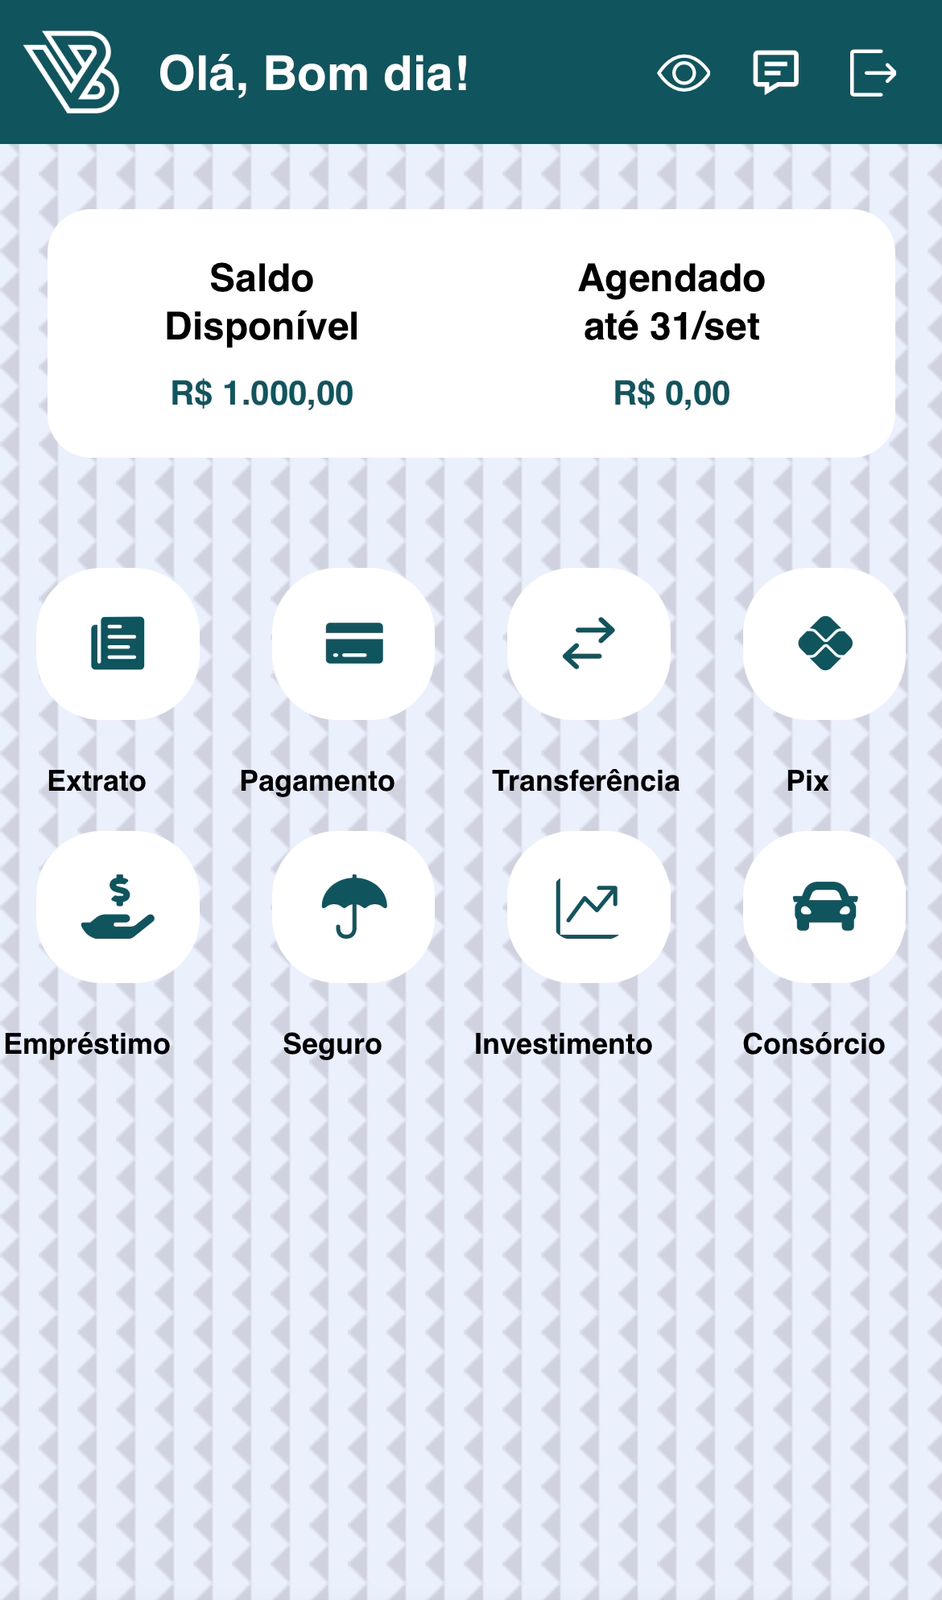 Olá, Bom dia!
Saldo
Disponível
R$ 1.000,00
Agendado
até 31/set
R$ 0,00
Extrato
Pagamento
Transferência
Pix
Empréstimo
Seguro
Investimento
Consórcio